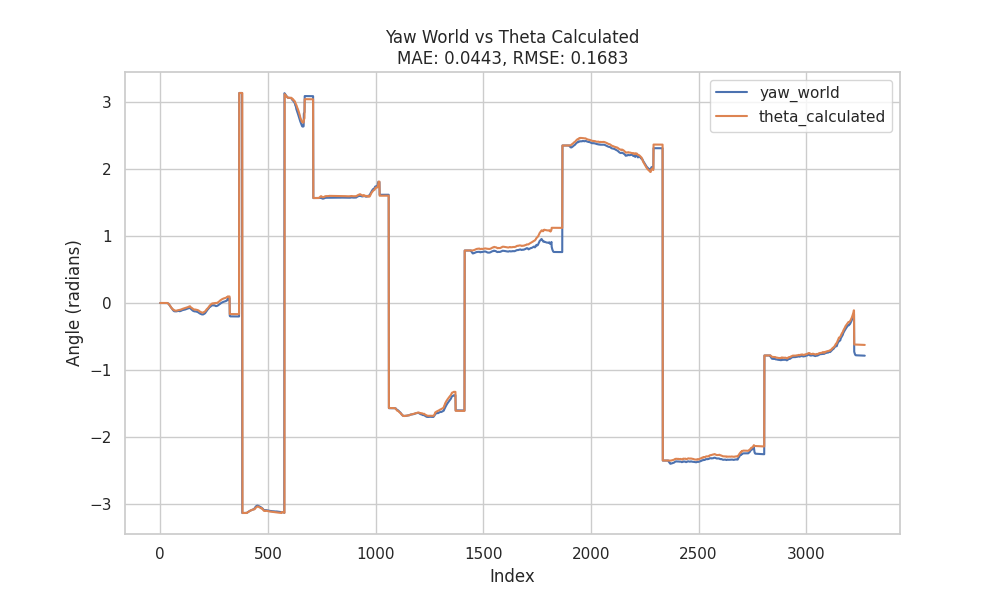 Yaw World vs Theta Calculated
MAE: 0.0443, RMSE: 0.1683
yaw_world
theta_calculated
Angle (radians)
3
2
1
0
−1
−2
−3
0
500
1000
1500
2000
2500
3000
Index